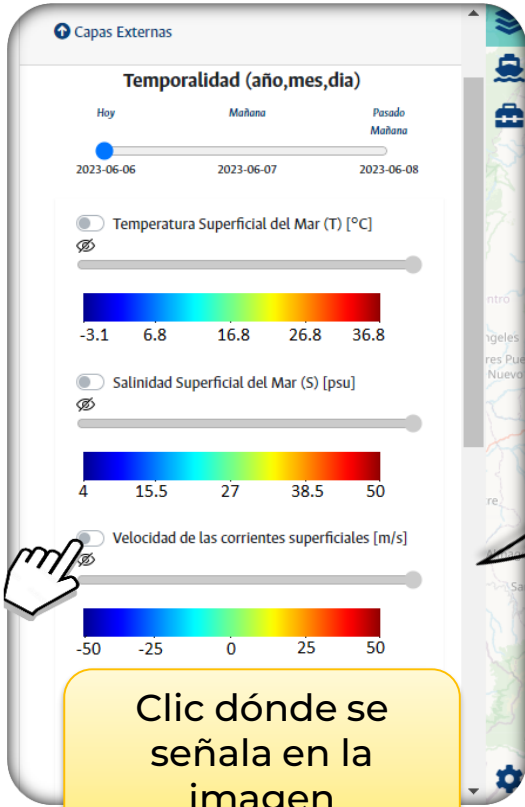 Capas Externas
Temporalidad (año,mes,dia)
Hoy Mañana Pasado
Mañana
2023-06-06 2023-06-07 2023-06-08
Temperatura Superficial del Mar (T) [°C]
-3.1 6.8 16.8 26.8 36.8
Salinidad Superficial del Mar (S) [psu]
4 15.5 27 38.5 50
Velocidad de las corrientes superficiales [m/s]
-50 -25 0 25 50
Clic dónde se
señala en la
imagen